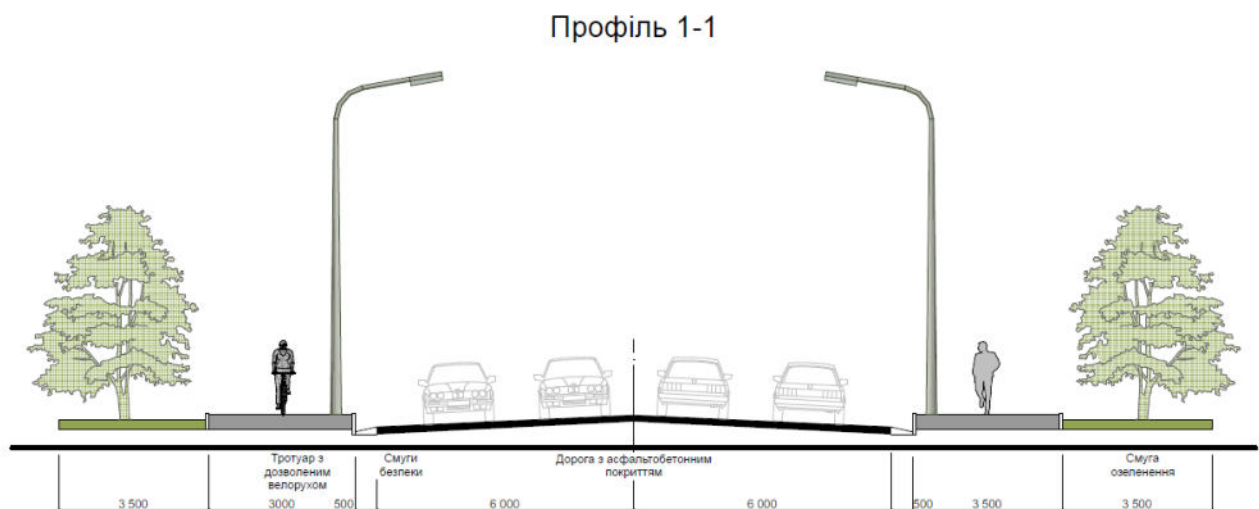 Профіль 1-1
Тротуар з
дозволеним
велорухом
Смуги
безпеки
Дорога з асфальтобетонним
покриттям
Смуга
озеленення
3 500
3000
500
6 000
6 000
500
3 500
3 500